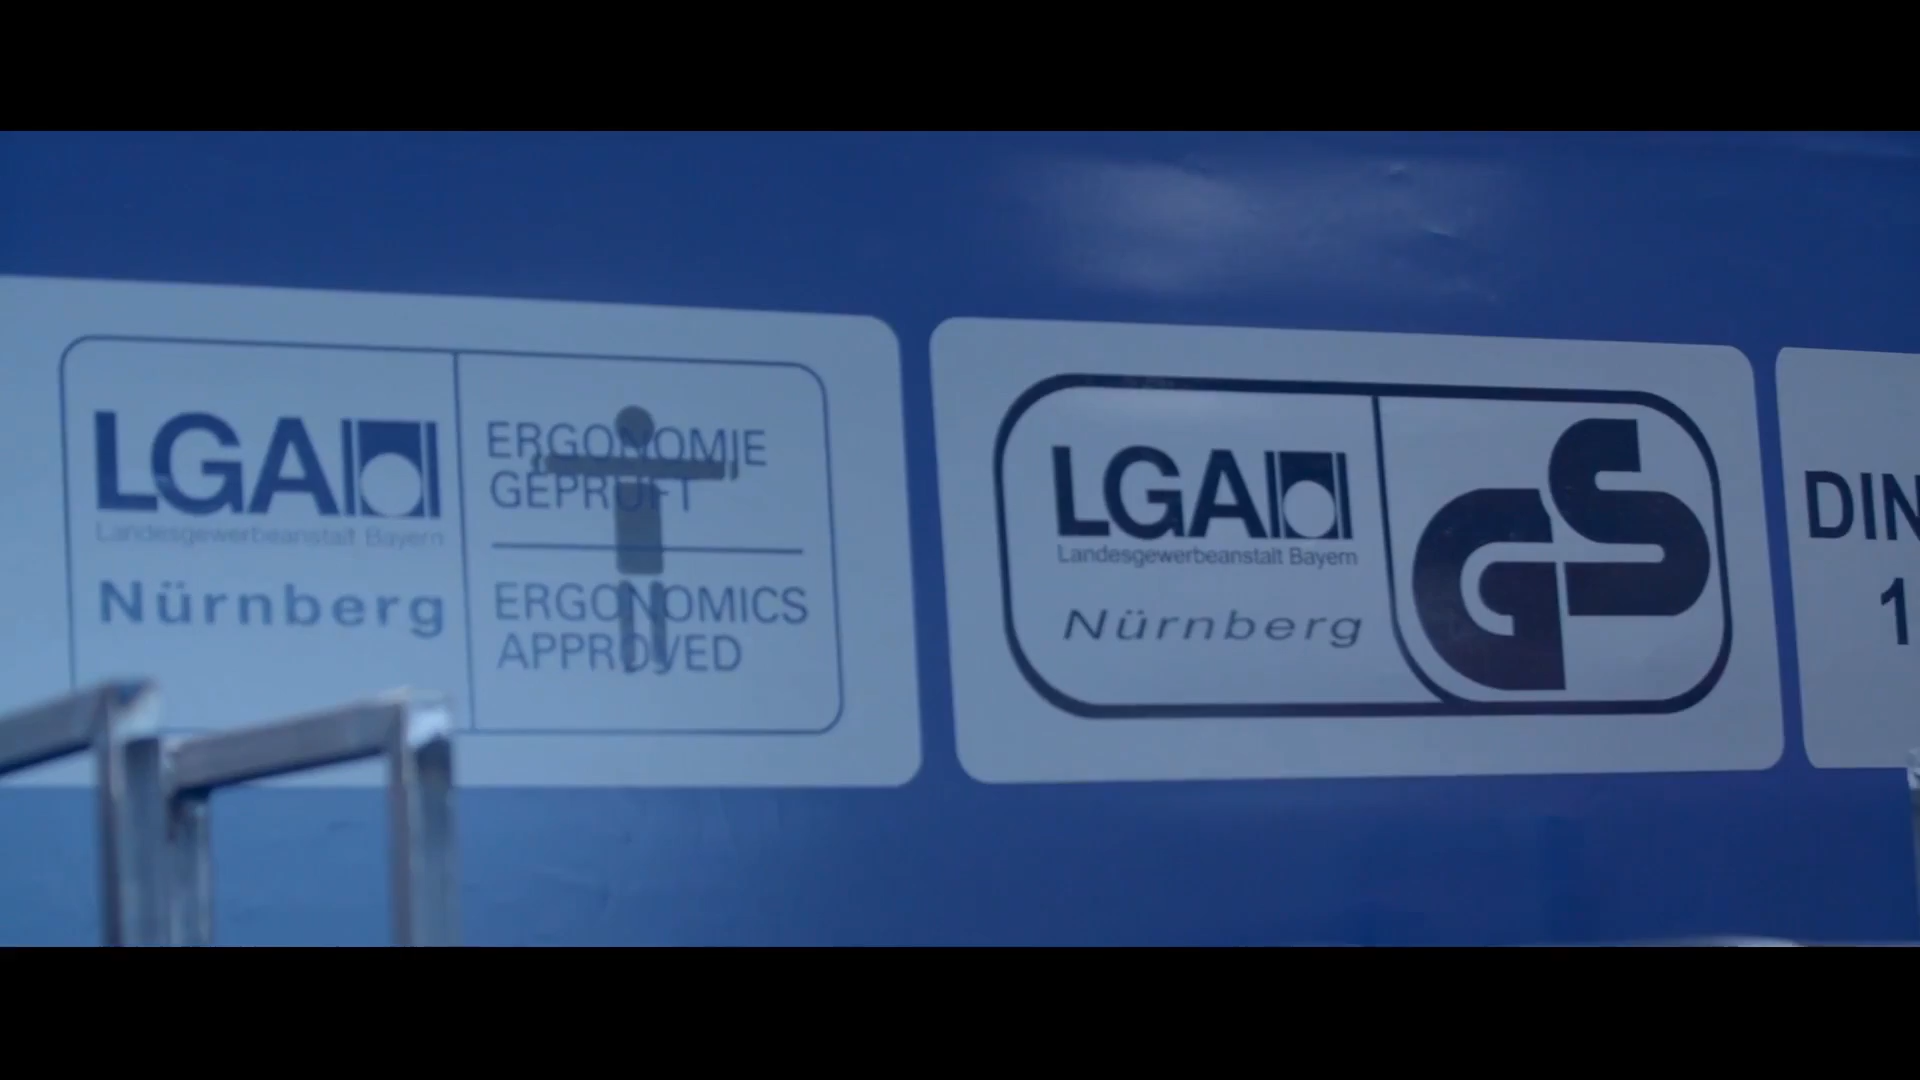 LGA
Landesgewerbeanstalt Bayern
Nürnberg
ERGONOMIE
GEPRÜFT
ERGONOMICS
APPROVED
LGA
Landesgewerbeanstalt Bayern
Nürnberg
GS
DIN
1